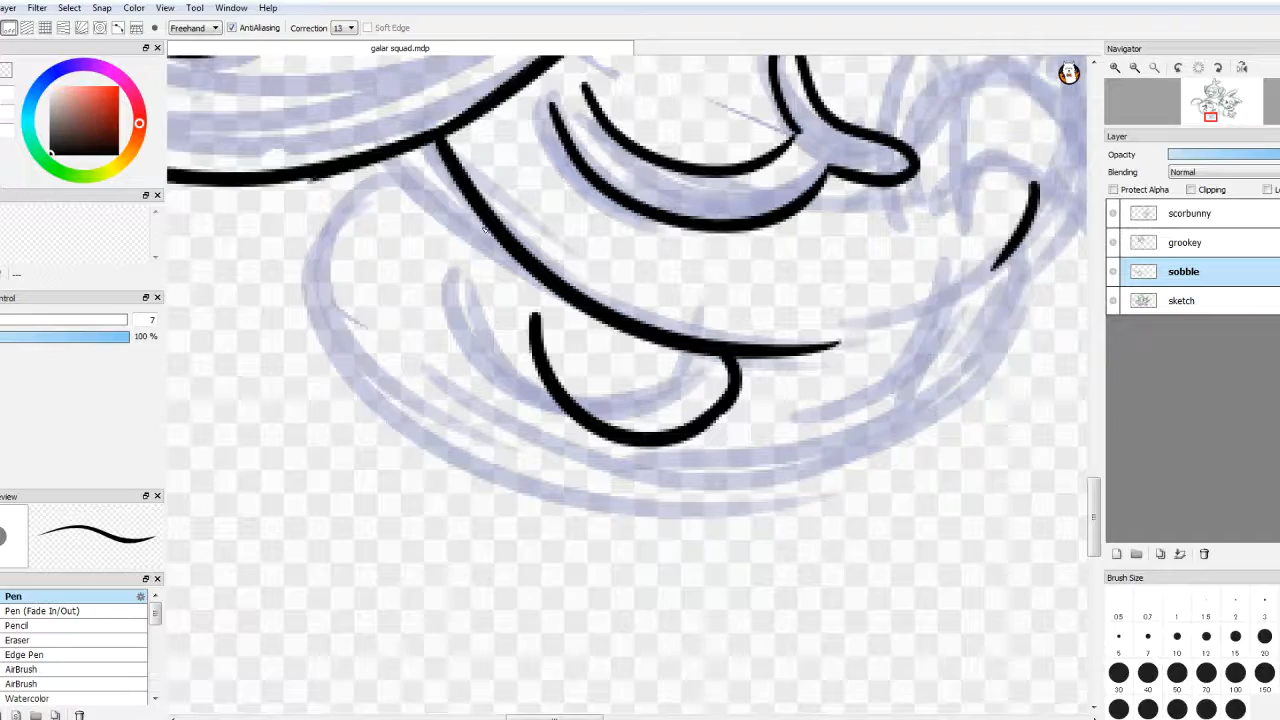 ayer Filter Select Snap Color View Tool Window Help
Freehand AntiAliasing Correction 13 Soft Edge
galar squad.mdp
Navigator
Layer
Opacity
Blending Normal
Protect Alpha Clipping L
scorbunny
grookey
sobble
sketch
---
ontrol
7
100 %
eview
Pen
Pen (Fade In/Out)
Pencil
Eraser
Edge Pen
AirBrush
AirBrush
Watercolor
Brush Size
0.5 0.7 1 1.5 2 3
5 7 10 12 15 20
30 40 50 70 100 150